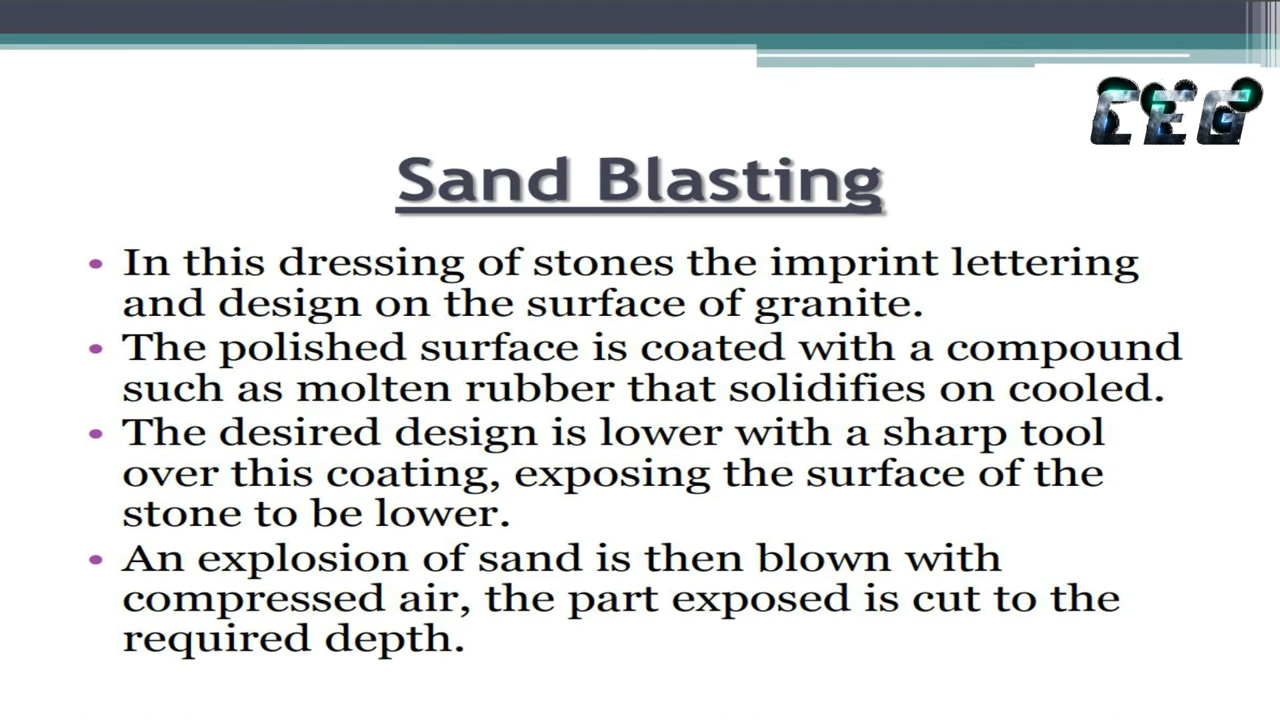 CEG
Sand Blasting
• In this dressing of stones the imprint lettering
and design on the surface of granite.
• The polished surface is coated with a compound
such as molten rubber that solidifies on cooled.
• The desired design is lower with a sharp tool
over this coating, exposing the surface of the
stone to be lower.
• An explosion of sand is then blown with
compressed air, the part exposed is cut to the
required depth.